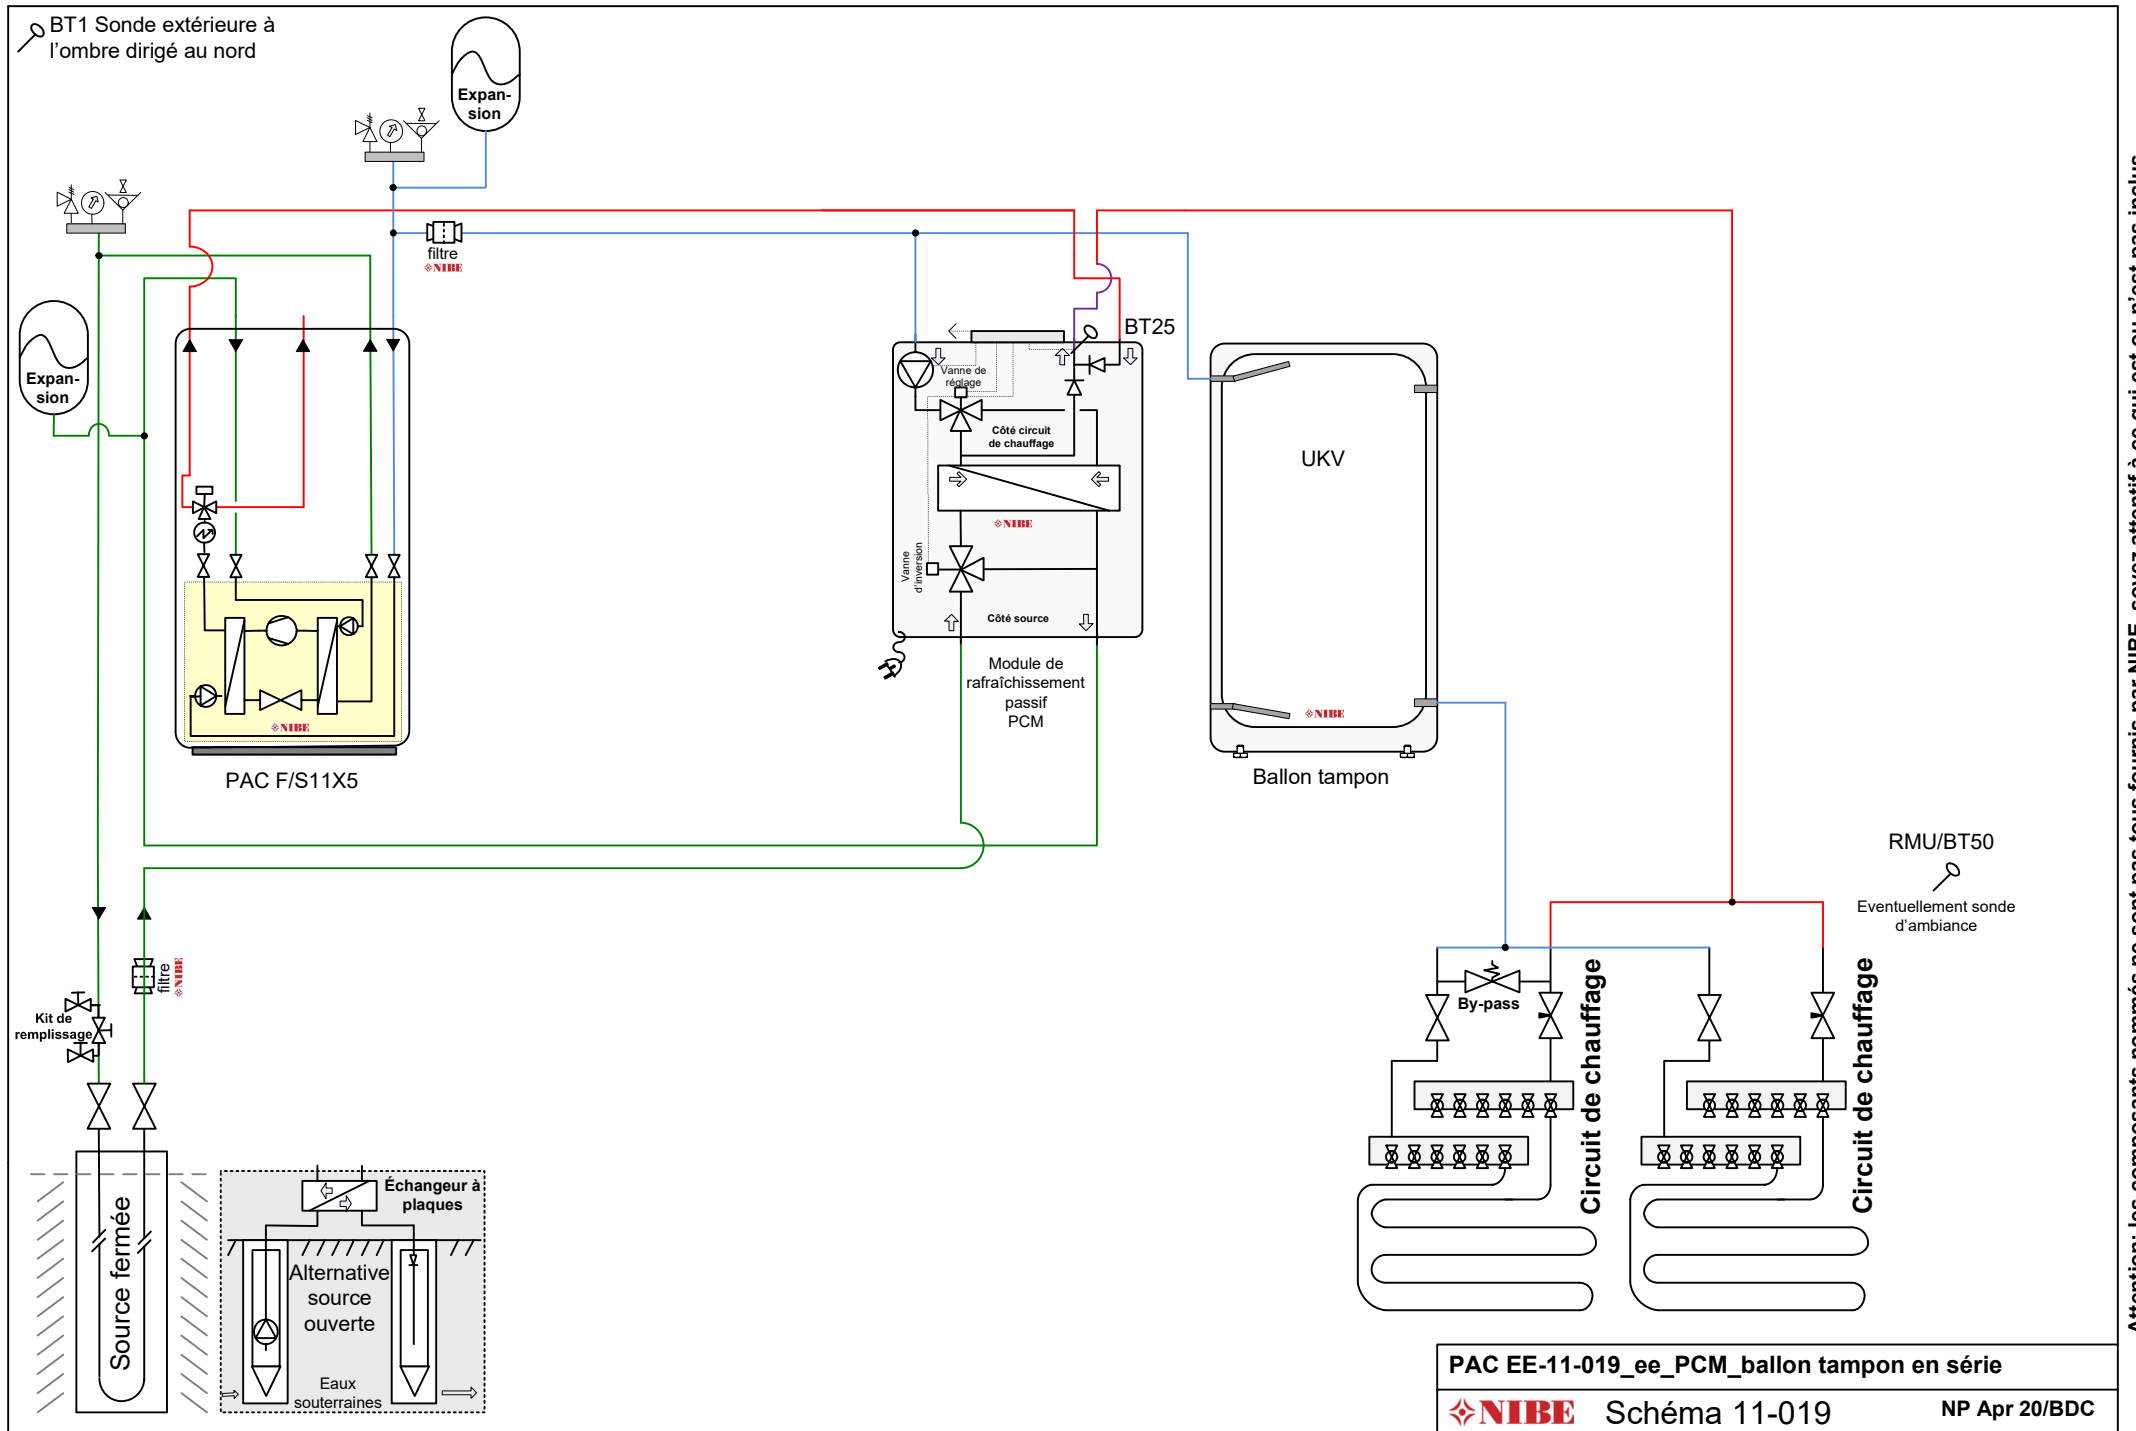 BT1 Sonde extérieure à
l'ombre dirigé au nord
Expan-
sion
filtre
NIBE
Expan-
sion
BT25
Vanne de
réglage
Côté circuit
de chauffage
NIBE
Vanne
d'inversion
Côté source
Module de
rafraîchissement
passif
PCM
UKV
NIBE
Ballon tampon
NIBE
PAC F/S11X5
RMU/BT50
Eventuellement sonde
d'ambiance
filtre
NIBE
Kit de
remplissage
By-pass
Circuit de chauffage
Circuit de chauffage
Source fermée
Échangeur à
plaques
Alternative
source
ouverte
Eaux
souterraines
PAC EE-11-019_ee_PCM_ballon tampon en série
NIBE Schéma 11-019 NP Apr 20/BDC